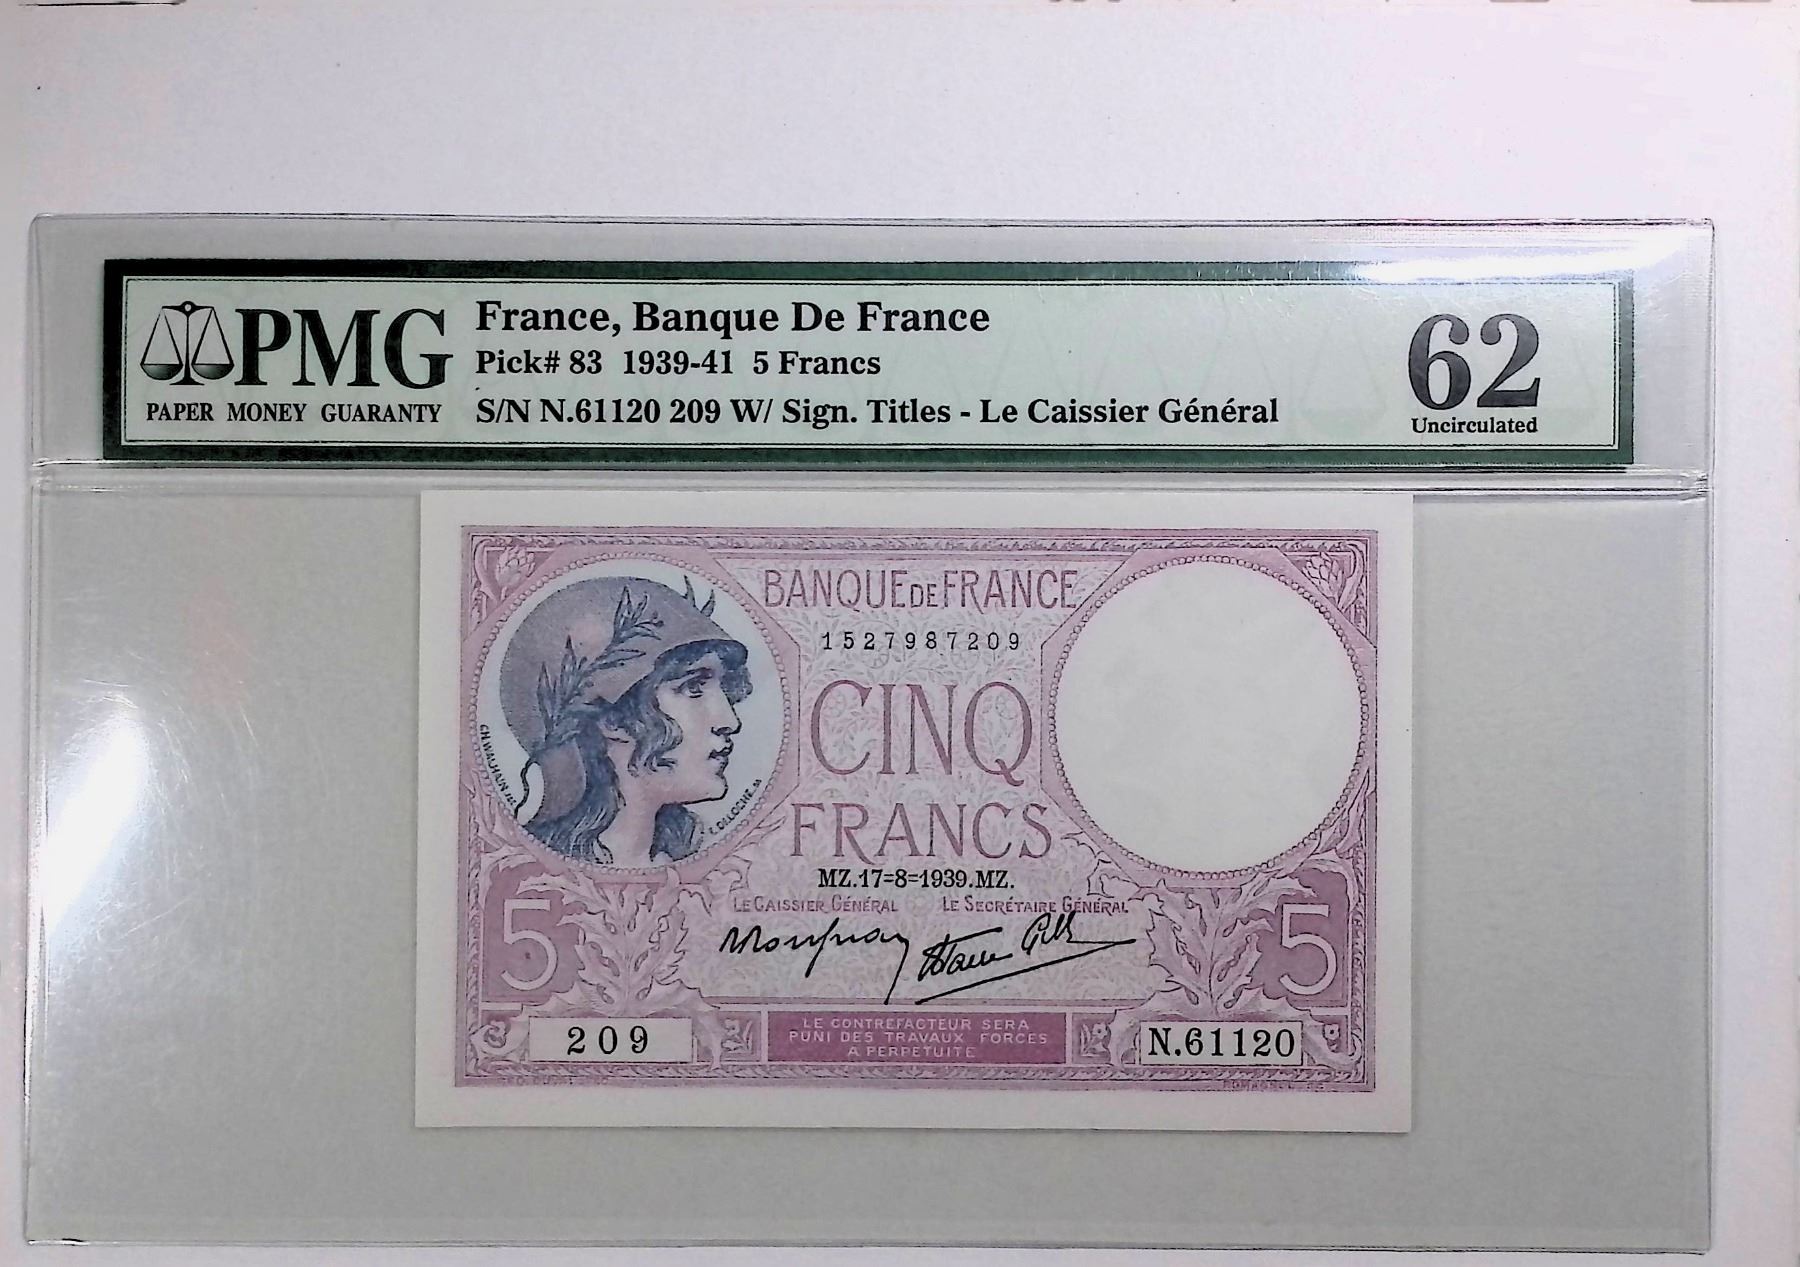 PMG
PAPER MONEY GUARANTY
France, Banque De France
Pick# 83 1939-41 5 Francs
S/N N.61120 209 W/ Sign. Titles - Le Caissier Général
62
Uncirculated
BANQUE DE FRANCE
1527987209
CINQ
FRANCS
MZ.17=8=1939.MZ.
LE CAISSIER GÉNÉRAL LE SECRÉTAIRE GÉNÉRAL
5 5
209
LE CONTREFACTEUR SERA
PUNI DES TRAVAUX FORCES
A PERPETUITE
N.61120